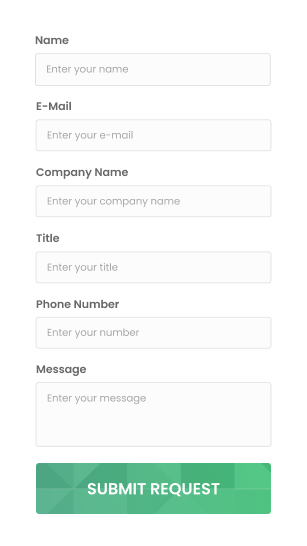 Name
Enter your name
E-Mail
Enter your e-mail
Company Name
Enter your company name
Title
Enter your title
Phone Number
Enter your number
Message
Enter your message
SUBMIT REQUEST